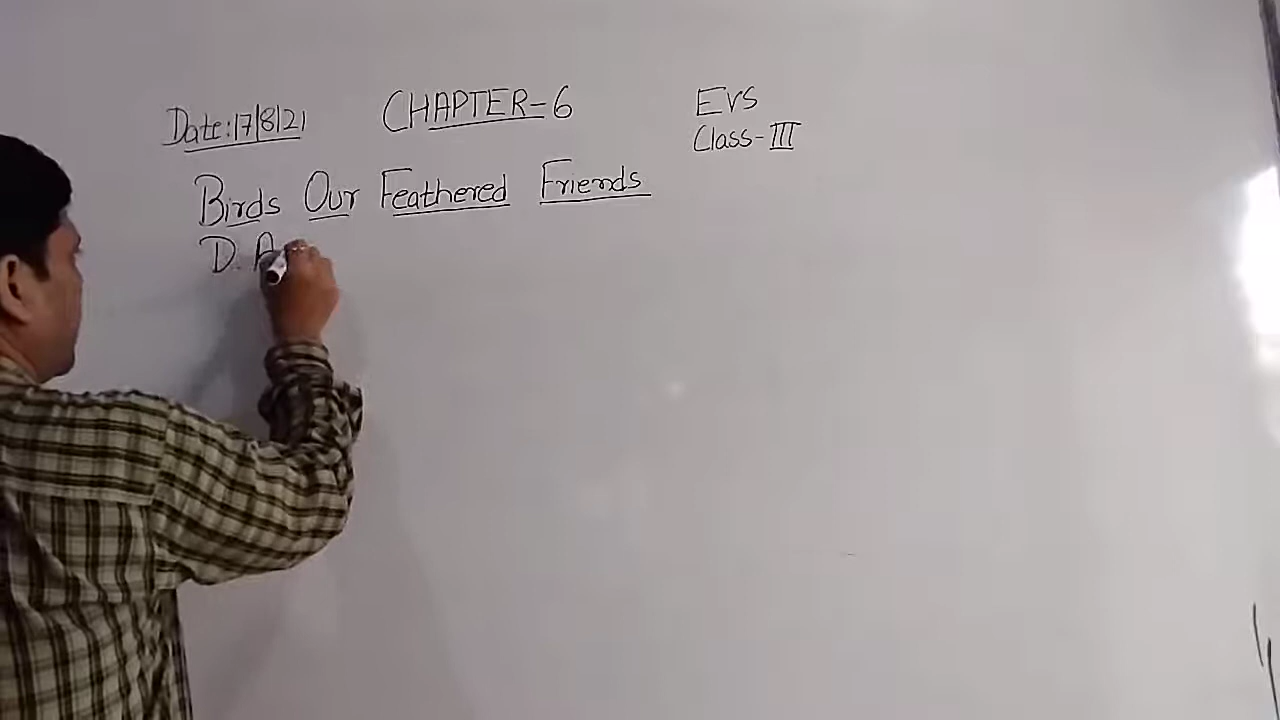 Date: 17/8/21 CHAPTER-6 EVS
Class-III
Birds Our Feathered Friends
D. A